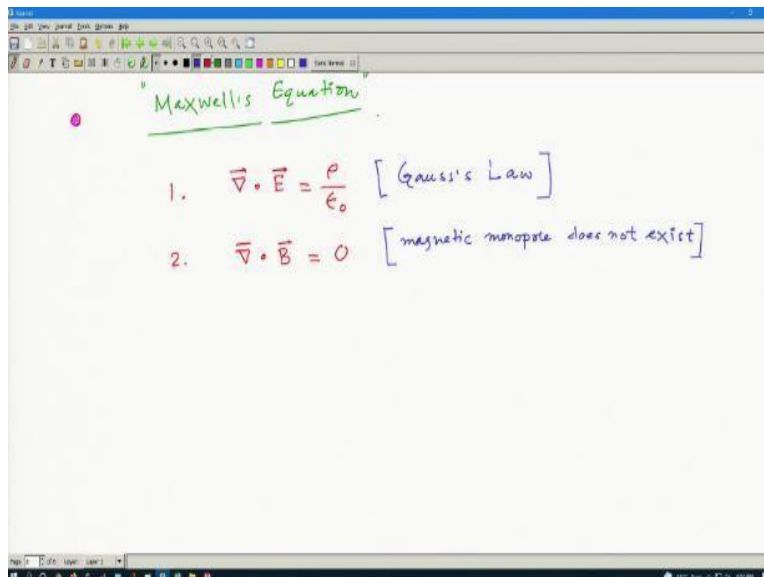 "Maxwell's Equation"
1. ∇⃗ · E⃗ = ρ/ε₀ [Gauss's Law]
2. ∇⃗ · B⃗ = 0 [magnetic monopole does not exist]